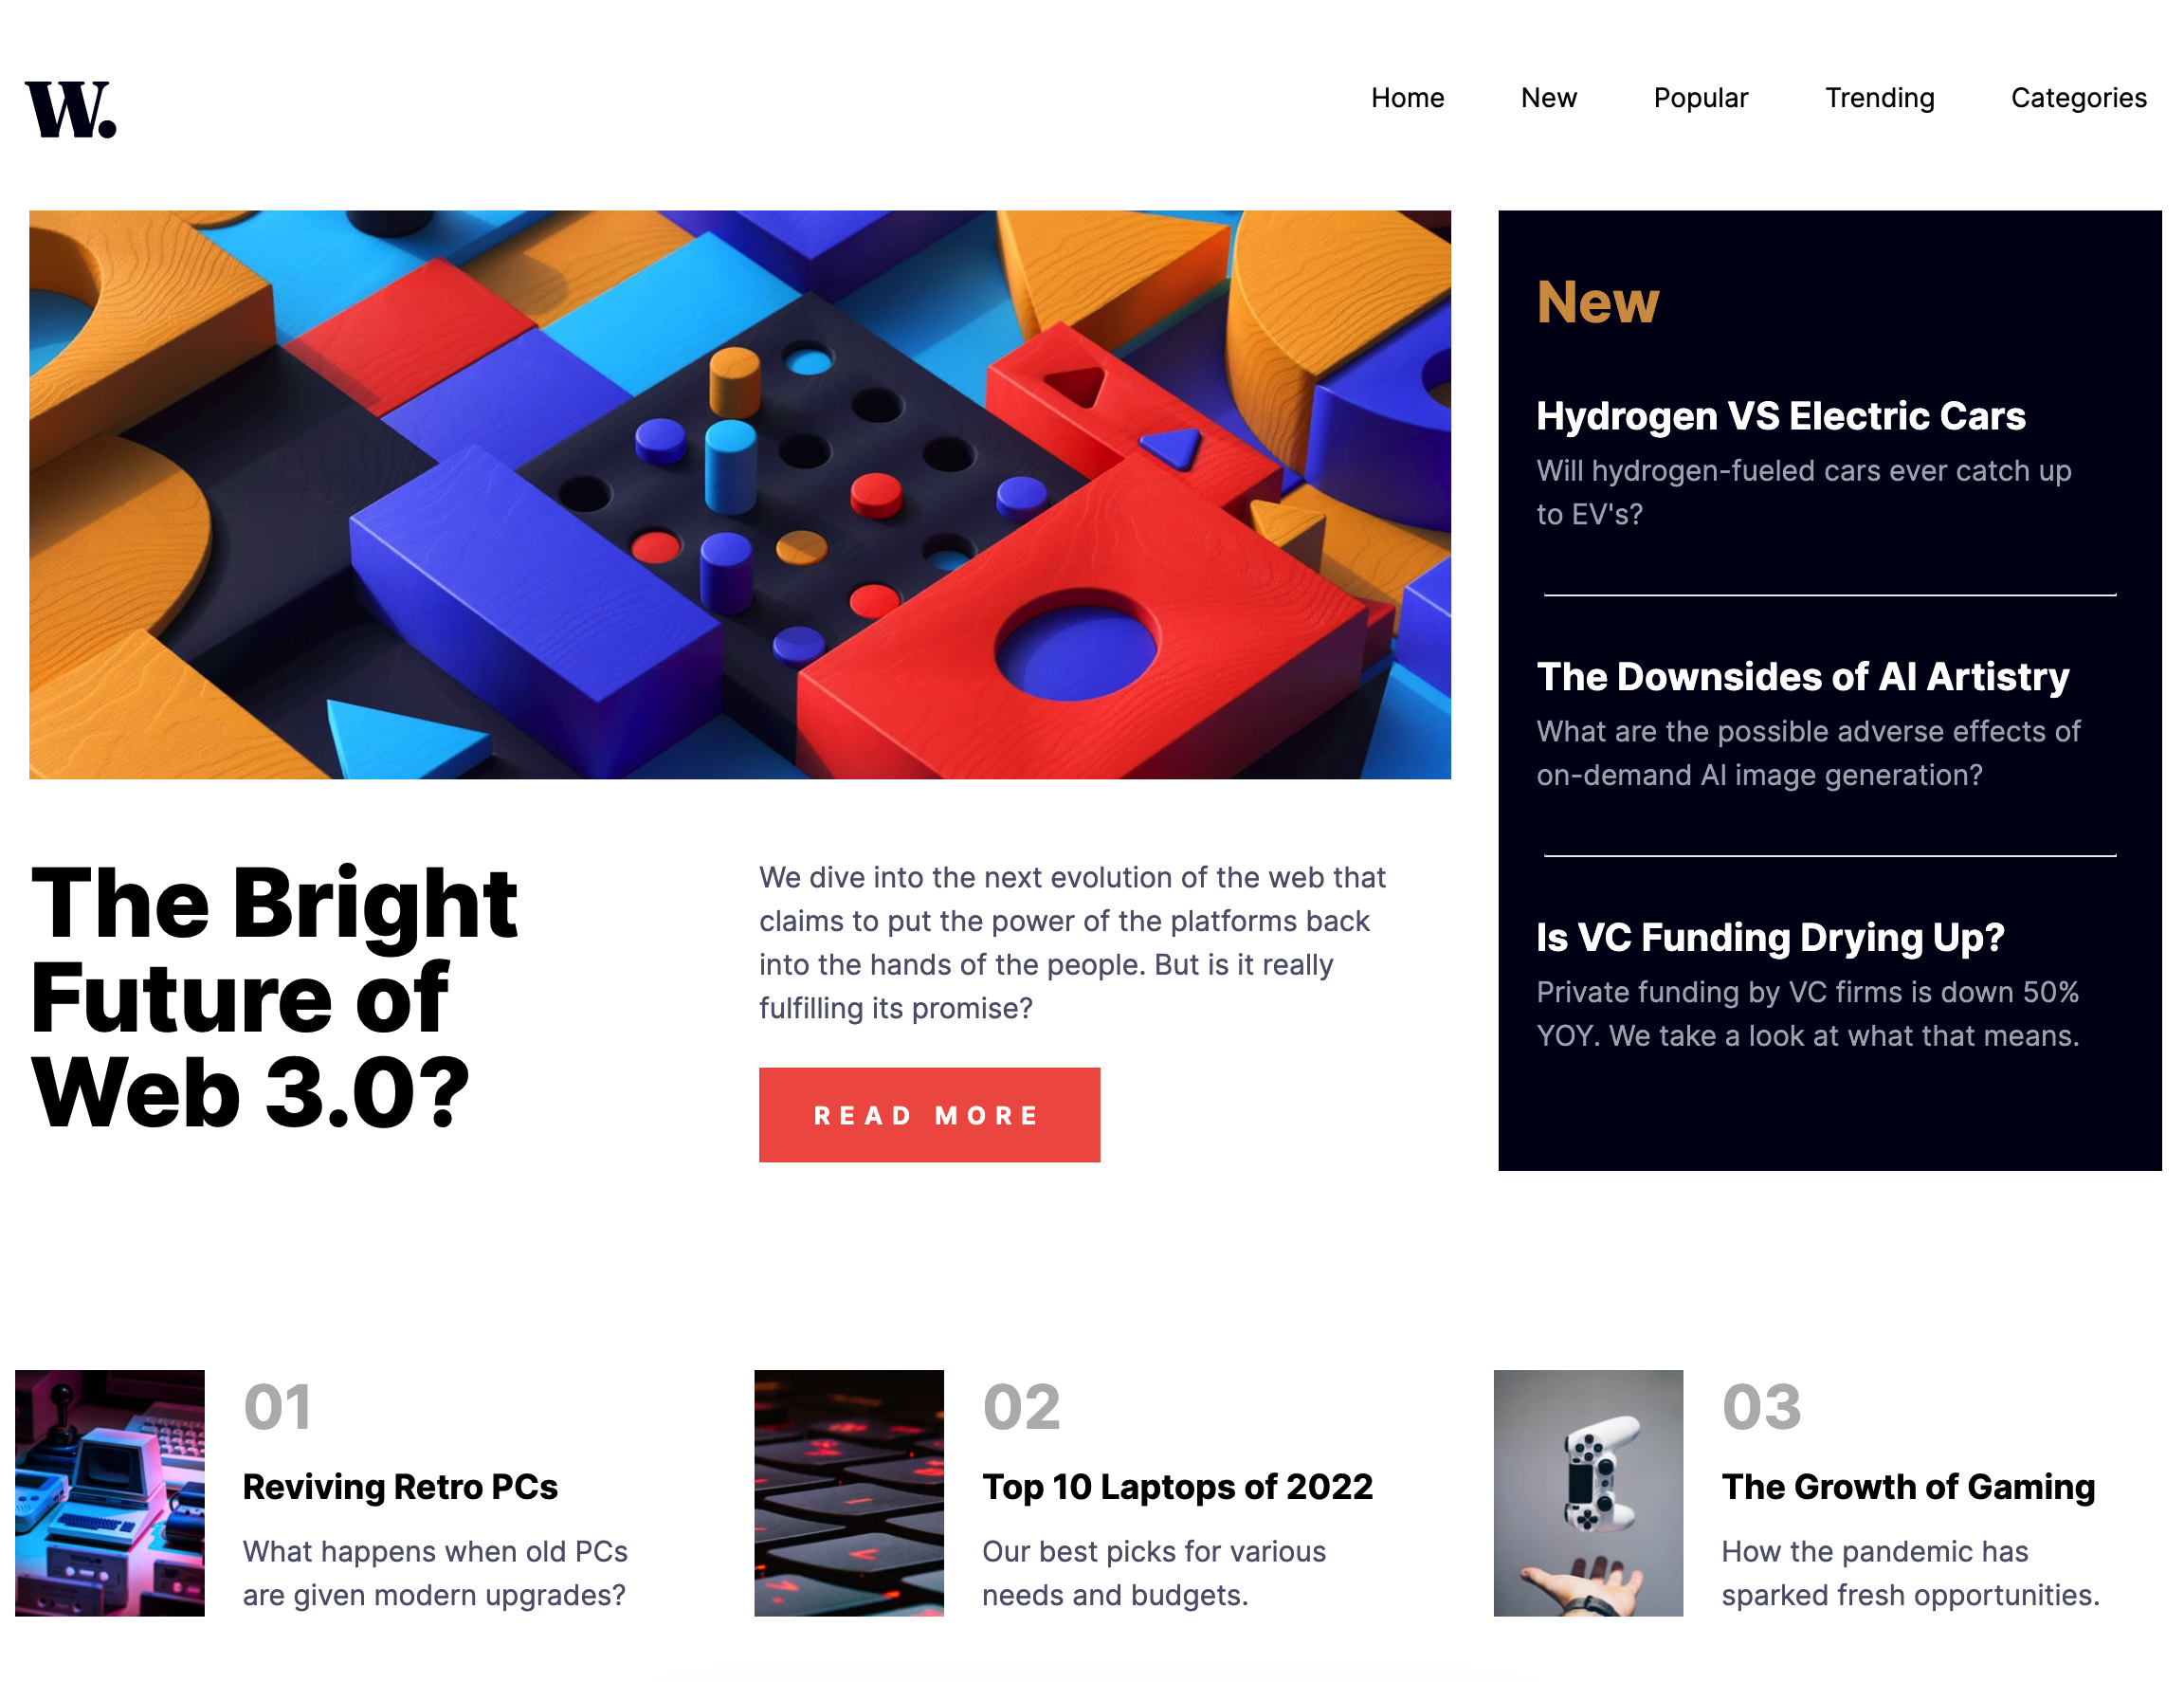 W.
Home New Popular Trending Categories
New
Hydrogen VS Electric Cars
Will hydrogen-fueled cars ever catch up
to EV's?
The Downsides of AI Artistry
What are the possible adverse effects of
on-demand AI image generation?
Is VC Funding Drying Up?
Private funding by VC firms is down 50%
YOY. We take a look at what that means.
The Bright
Future of
Web 3.0?
We dive into the next evolution of the web that
claims to put the power of the platforms back
into the hands of the people. But is it really
fulfilling its promise?
READ MORE
01
Reviving Retro PCs
What happens when old PCs
are given modern upgrades?
02
Top 10 Laptops of 2022
Our best picks for various
needs and budgets.
03
The Growth of Gaming
How the pandemic has
sparked fresh opportunities.